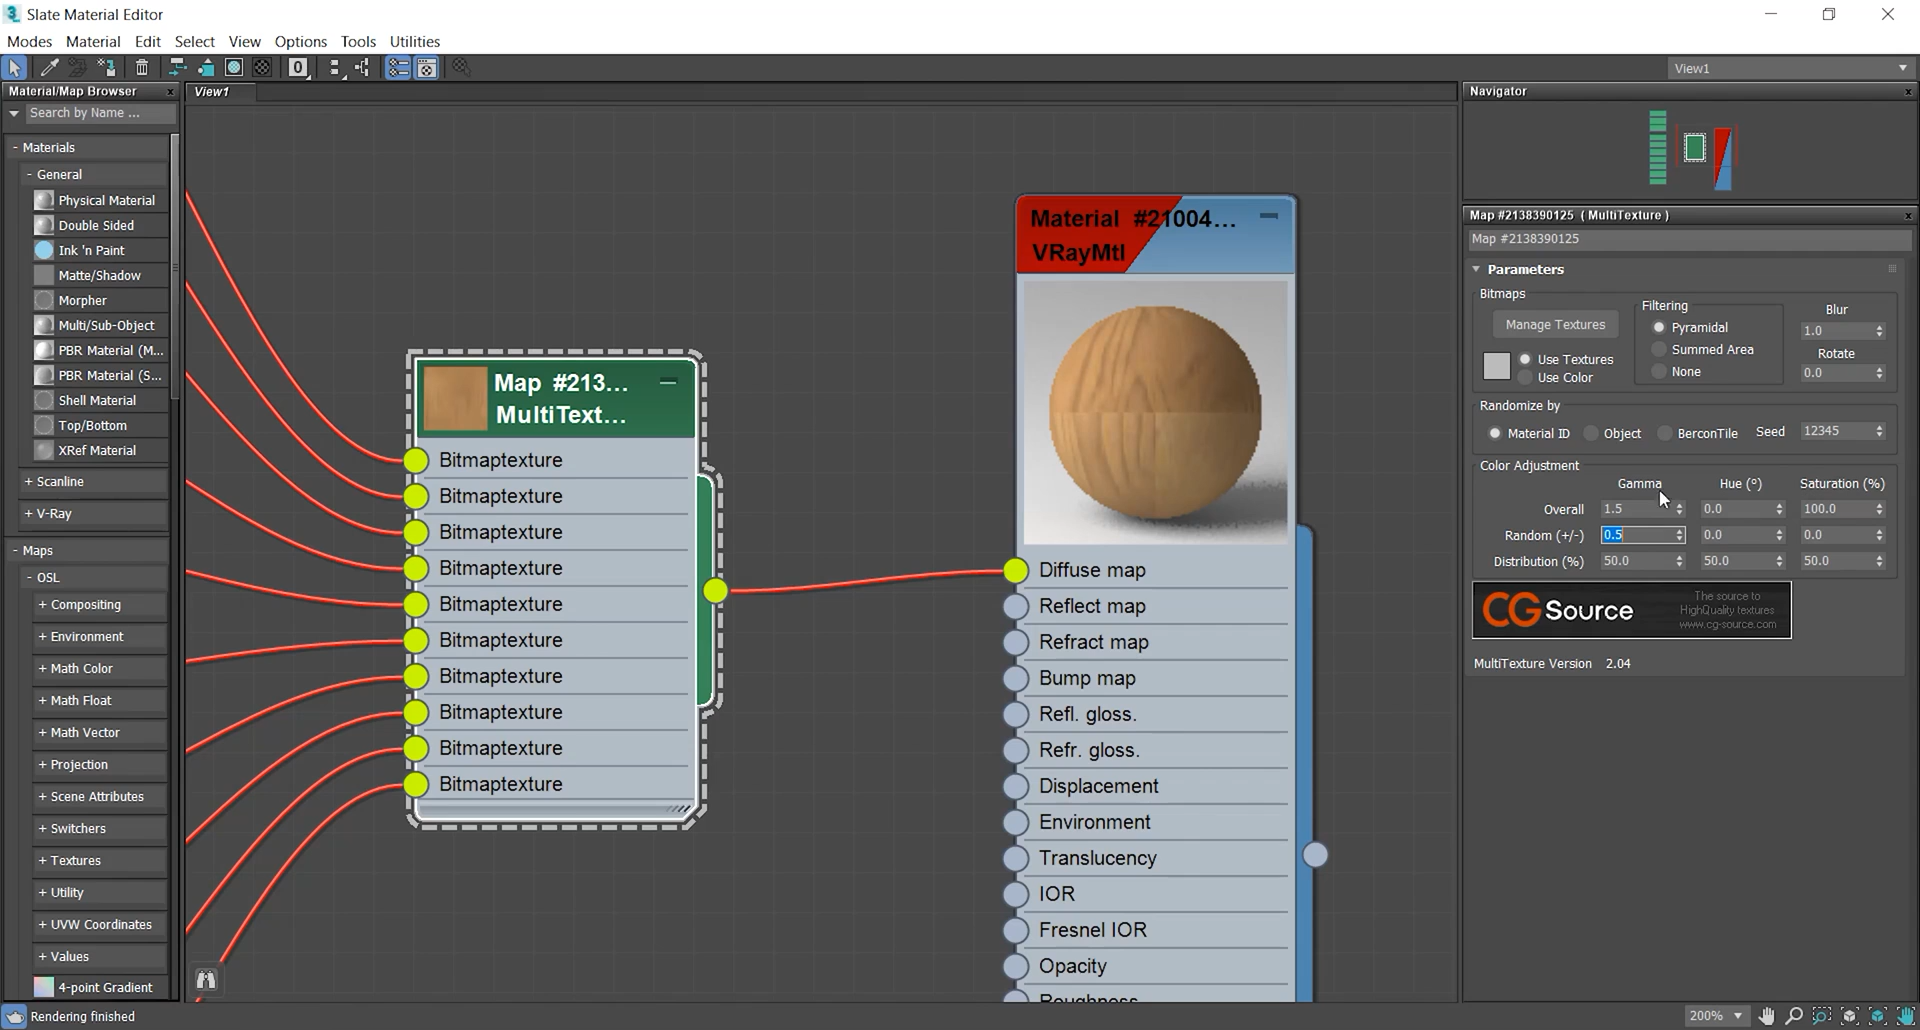 Slate Material Editor
Modes Material Edit Select View Options Tools Utilities
0
View1
Material/Map Browser x
Search by Name ...
- Materials
- General
Physical Material
Double Sided
Ink 'n Paint
Matte/Shadow
Morpher
Multi/Sub-Object
PBR Material (M...
PBR Material (S...
Shell Material
Top/Bottom
XRef Material
+ Scanline
+ V-Ray
- Maps
- OSL
+ Compositing
+ Environment
+ Math Color
+ Math Float
+ Math Vector
+ Projection
+ Scene Attributes
+ Switchers
+ Textures
+ Utility
+ UVW Coordinates
+ Values
4-point Gradient
View1
Map #213...
MultiText...
Bitmaptexture
Bitmaptexture
Bitmaptexture
Bitmaptexture
Bitmaptexture
Bitmaptexture
Bitmaptexture
Bitmaptexture
Bitmaptexture
Bitmaptexture
Material #21004...
VRayMtl
Diffuse map
Reflect map
Refract map
Bump map
Refl. gloss.
Refr. gloss.
Displacement
Environment
Translucency
IOR
Fresnel IOR
Opacity
Roughness
Navigator x
Map #2138390125 ( MultiTexture ) x
Map #2138390125
Parameters
Bitmaps
Manage Textures
Use Textures
Use Color
Filtering
Pyramidal
Summed Area
None
Blur
1.0
Rotate
0.0
Randomize by
Material ID Object BerconTile Seed 12345
Color Adjustment
Gamma Hue (º) Saturation (%)
Overall 1.5 0.0 100.0
Random (+/-) 0.5 0.0 0.0
Distribution (%) 50.0 50.0 50.0
CG Source
The source to
HighQuality textures
www.cg-source.com
MultiTexture Version 2.04
Rendering finished
200%